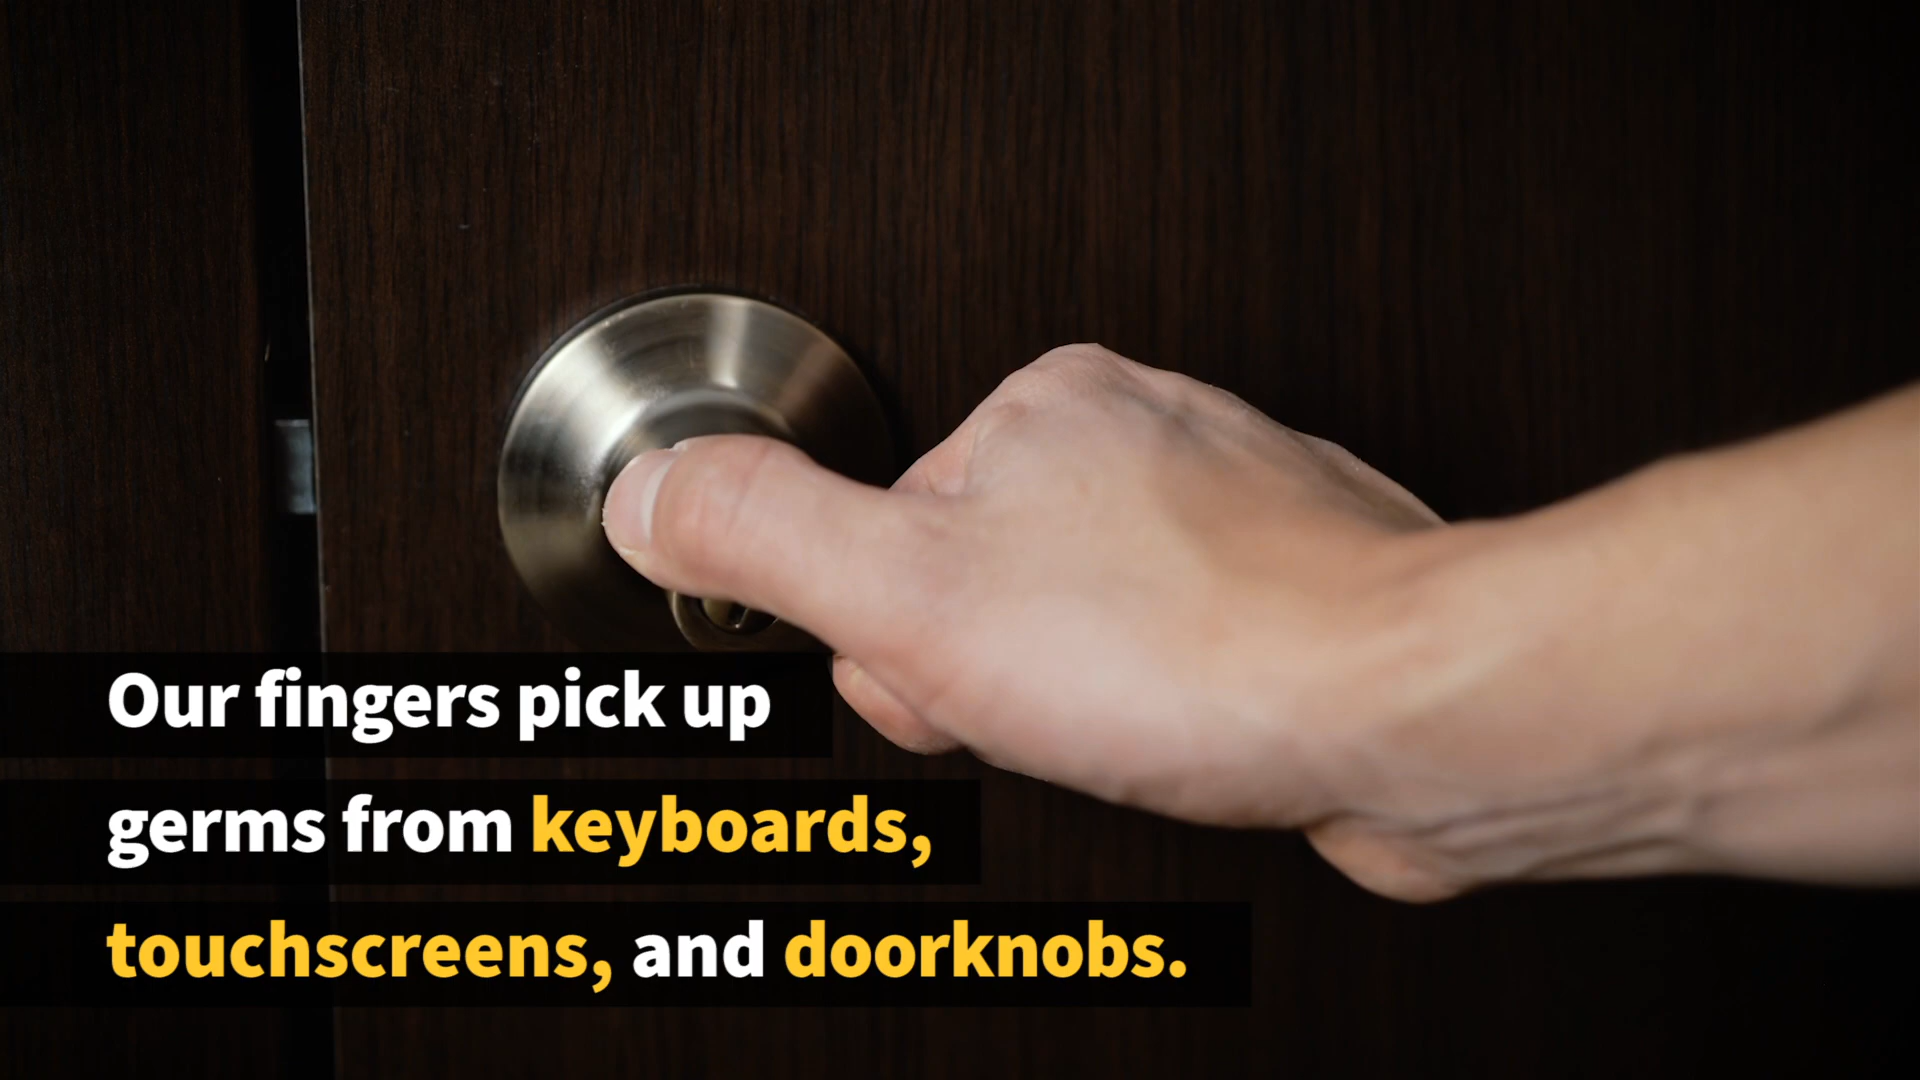 Our fingers pick up
germs from keyboards,
touchscreens, and doorknobs.